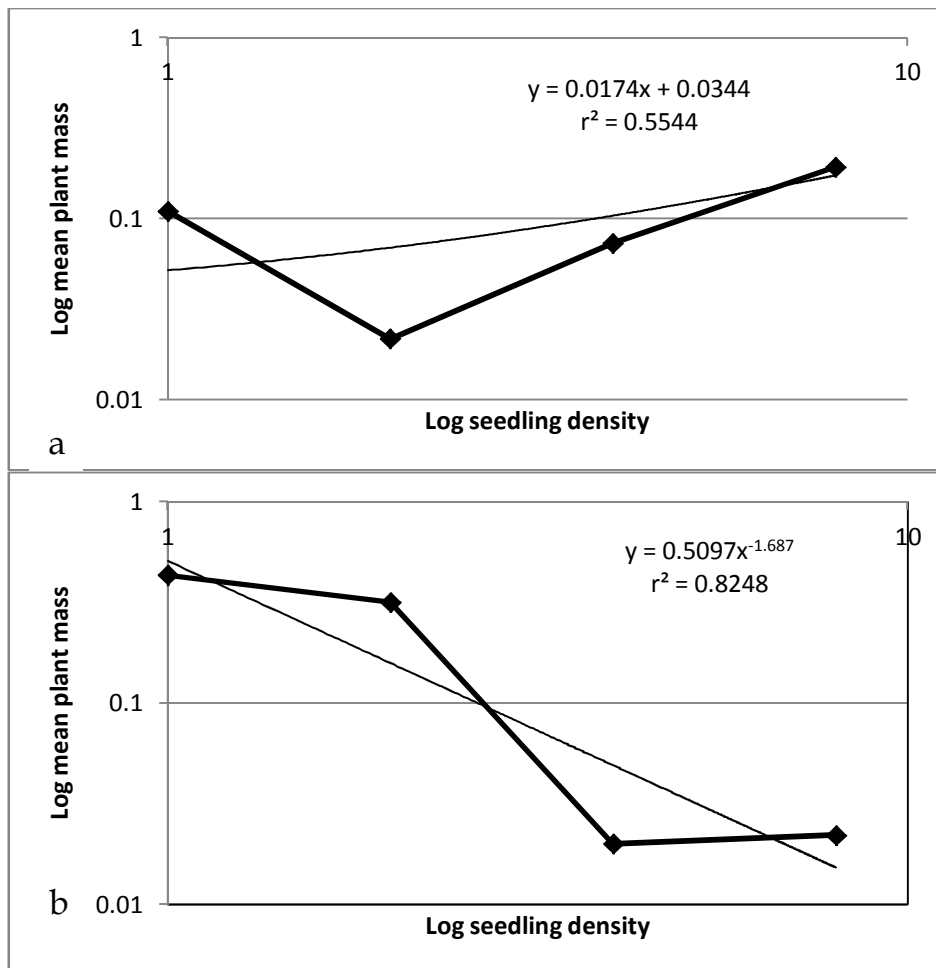 1
1
10
y = 0.0174x + 0.0344
r² = 0.5544
Log mean plant mass
0.1
0.01
Log seedling density
a
1
1
10
y = 0.5097x⁻¹·⁶⁸⁷
r² = 0.8248
Log mean plant mass
0.1
b
0.01
Log seedling density